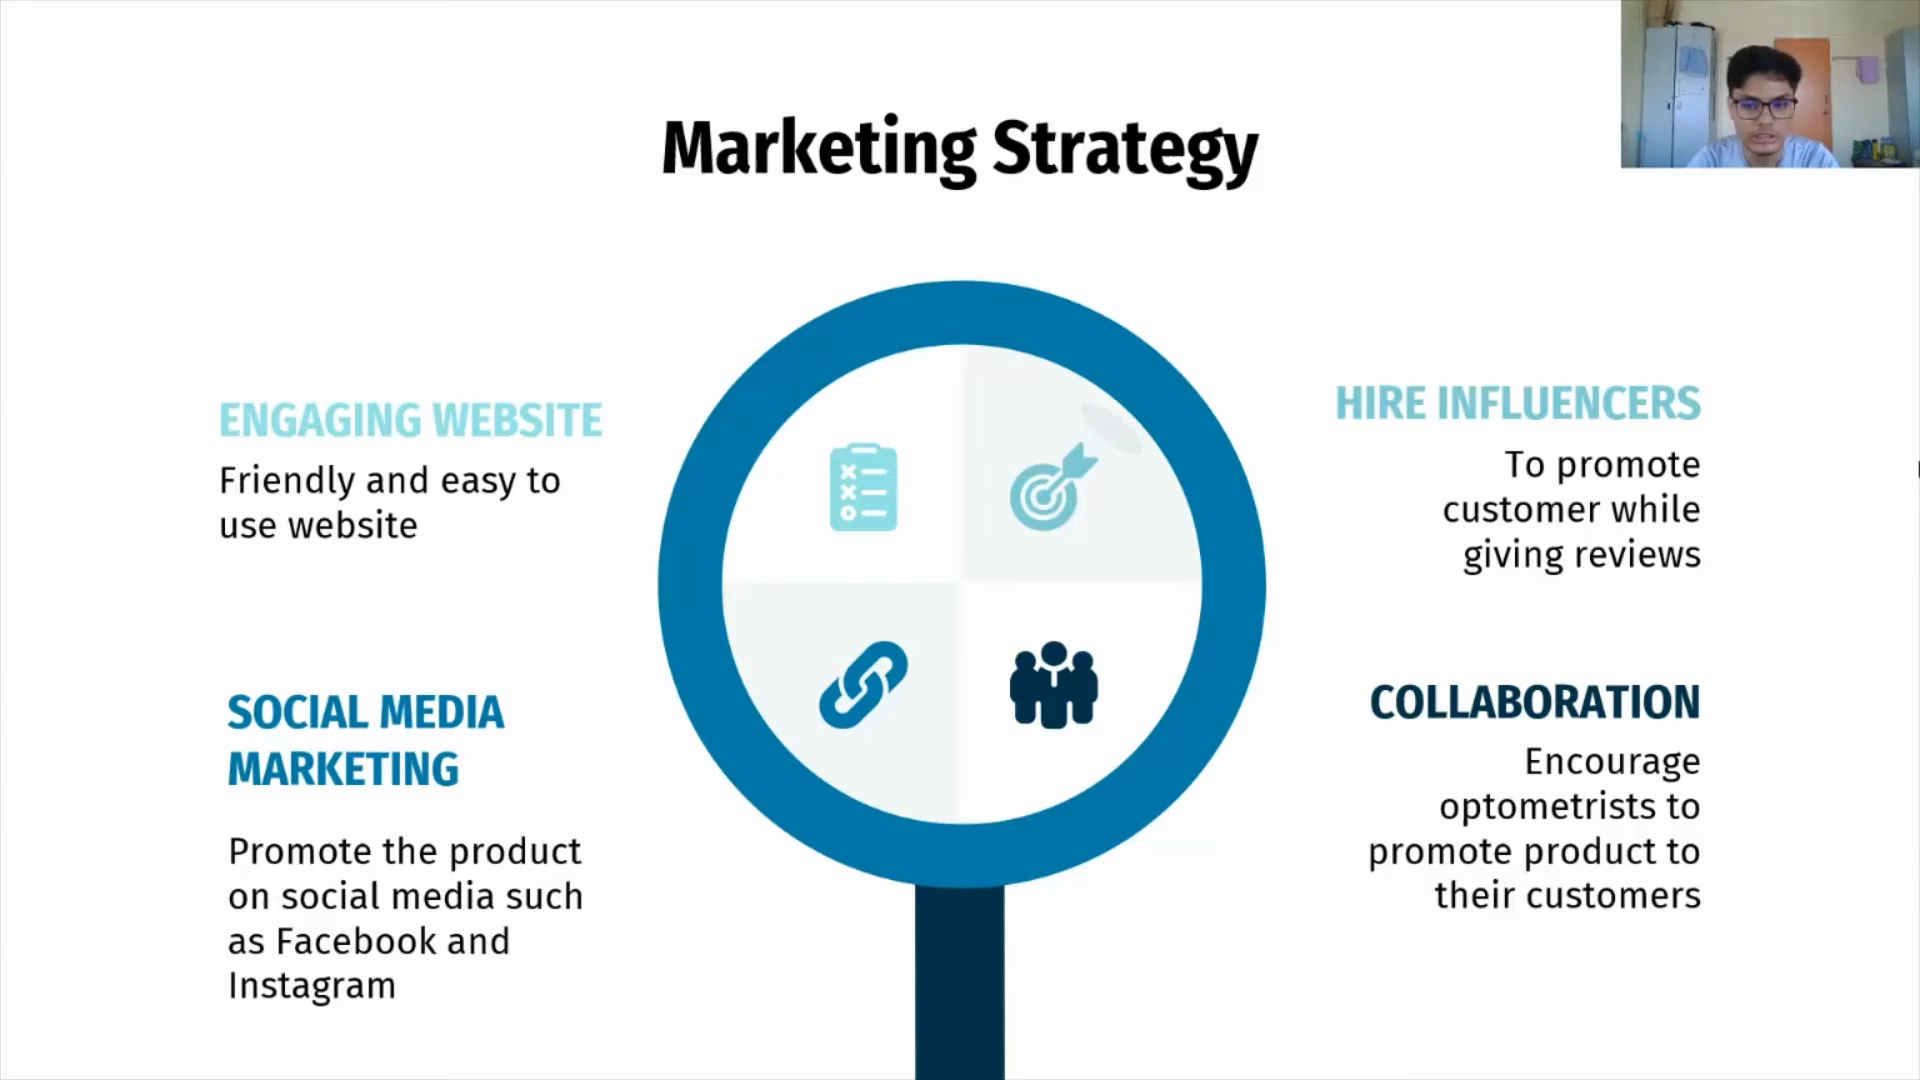 Marketing Strategy
ENGAGING WEBSITE
Friendly and easy to
use website
HIRE INFLUENCERS
To promote
customer while
giving reviews
SOCIAL MEDIA
MARKETING
Promote the product
on social media such
as Facebook and
Instagram
COLLABORATION
Encourage
optometrists to
promote product to
their customers